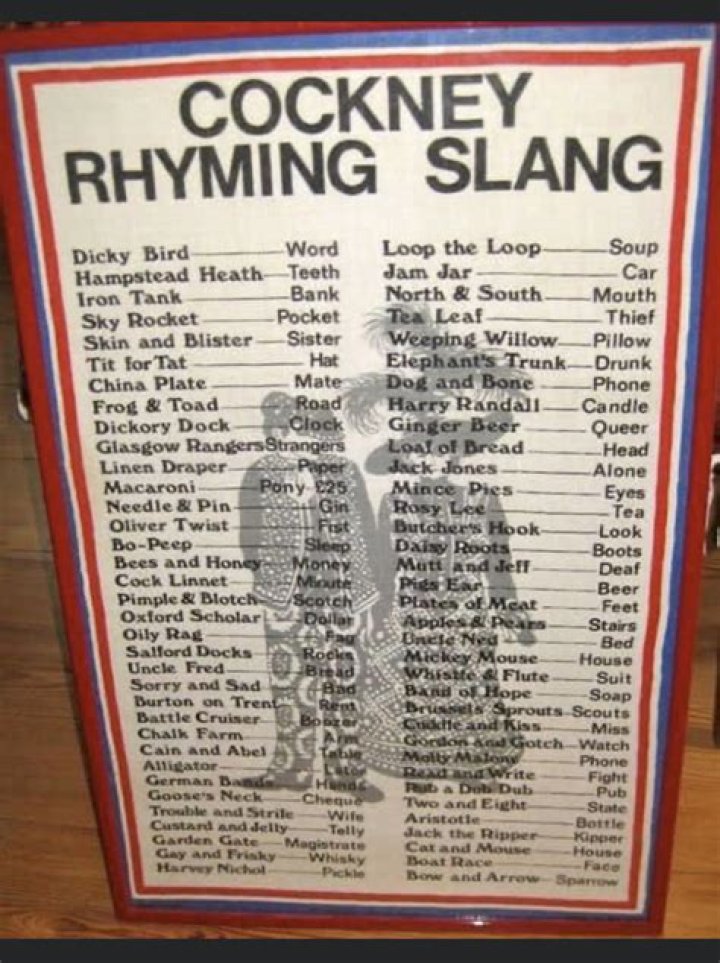 COCKNEY
RHYMING SLANG
Dicky Bird — Word
Hampstead Heath — Teeth
Iron Tank — Bank
Sky Rocket — Pocket
Skin and Blister — Sister
Tit for Tat — Hat
China Plate — Mate
Frog & Toad — Road
Dickory Dock — Clock
Glasgow Rangers Strangers
Linen Draper — Paper
Macaroni — Pony £25
Needle & Pin — Gin
Oliver Twist — Fist
Bo-Peep — Sleep
Bees and Honey — Money
Cock Linnet — Minute
Pimple & Blotch — Scotch
Oxford Scholar — Dollar
Oily Rag — Fag
Salford Docks — Rocks
Uncle Fred — Bread
Sorry and Sad — Bad
Burton on Trent — Rent
Battle Cruiser — Boozer
Chalk Farm — Arm
Cain and Abel — Table
Alligator — Later
German Bands — Hands
Goose's Neck — Cheque
Trouble and Strife — Wife
Custard and Jelly — Telly
Garden Gate — Magistrate
Gay and Frisky — Whisky
Harvey Nichol — Pickle
Loop the Loop — Soup
Jam Jar — Car
North & South — Mouth
Tea Leaf — Thief
Weeping Willow — Pillow
Elephant's Trunk — Drunk
Dog and Bone — Phone
Harry Randall — Candle
Ginger Beer — Queer
Loaf of Bread — Head
Jack Jones — Alone
Mince Pies — Eyes
Rosy Lee — Tea
Butcher's Hook — Look
Daisy Roots — Boots
Mutt and Jeff — Deaf
Pigs Ear — Beer
Plates of Meat — Feet
Apples & Pears — Stairs
Uncle Ned — Bed
Mickey Mouse — House
Whistle & Flute — Suit
Band of Hope — Soap
Brussels Sprouts — Scouts
Cuddle and Kiss — Miss
Gordon and Gotch — Watch
Molly Malone — Phone
Read and Write — Fight
Rub a Dub Dub — Pub
Two and Eight — State
Aristotle — Bottle
Jack the Ripper — Kipper
Cat and Mouse — House
Boat Race — Face
Bow and Arrow — Sparrow